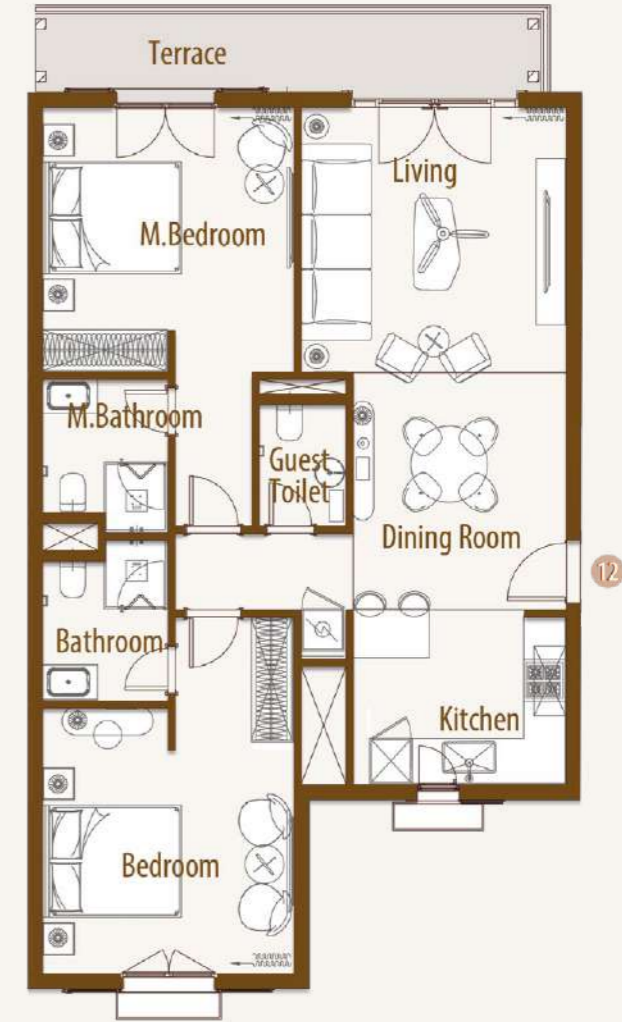 Terrace
Living
M.Bedroom
M.Bathroom
Guest
Toilet
Dining Room
12
Bathroom
Kitchen
Bedroom